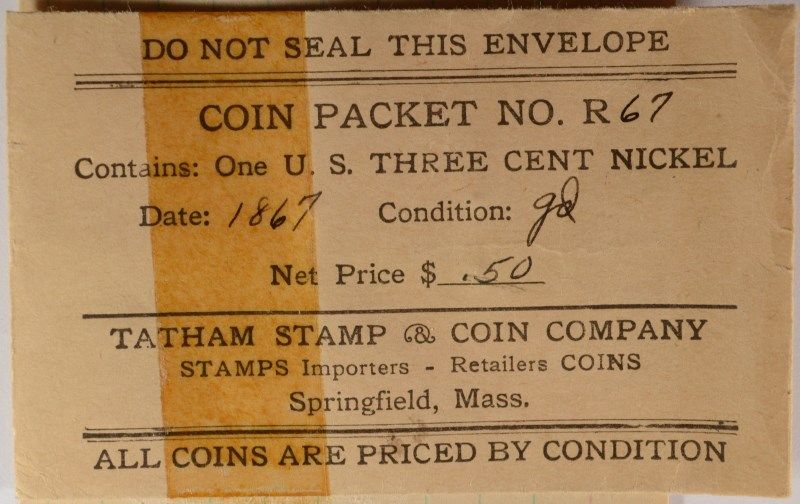 DO NOT SEAL THIS ENVELOPE
COIN PACKET NO. R 67
Contains: One U. S. THREE CENT NICKEL
Date: 1867 Condition: gd
Net Price $ .50
TATHAM STAMP & COIN COMPANY
STAMPS Importers - Retailers COINS
Springfield, Mass.
ALL COINS ARE PRICED BY CONDITION